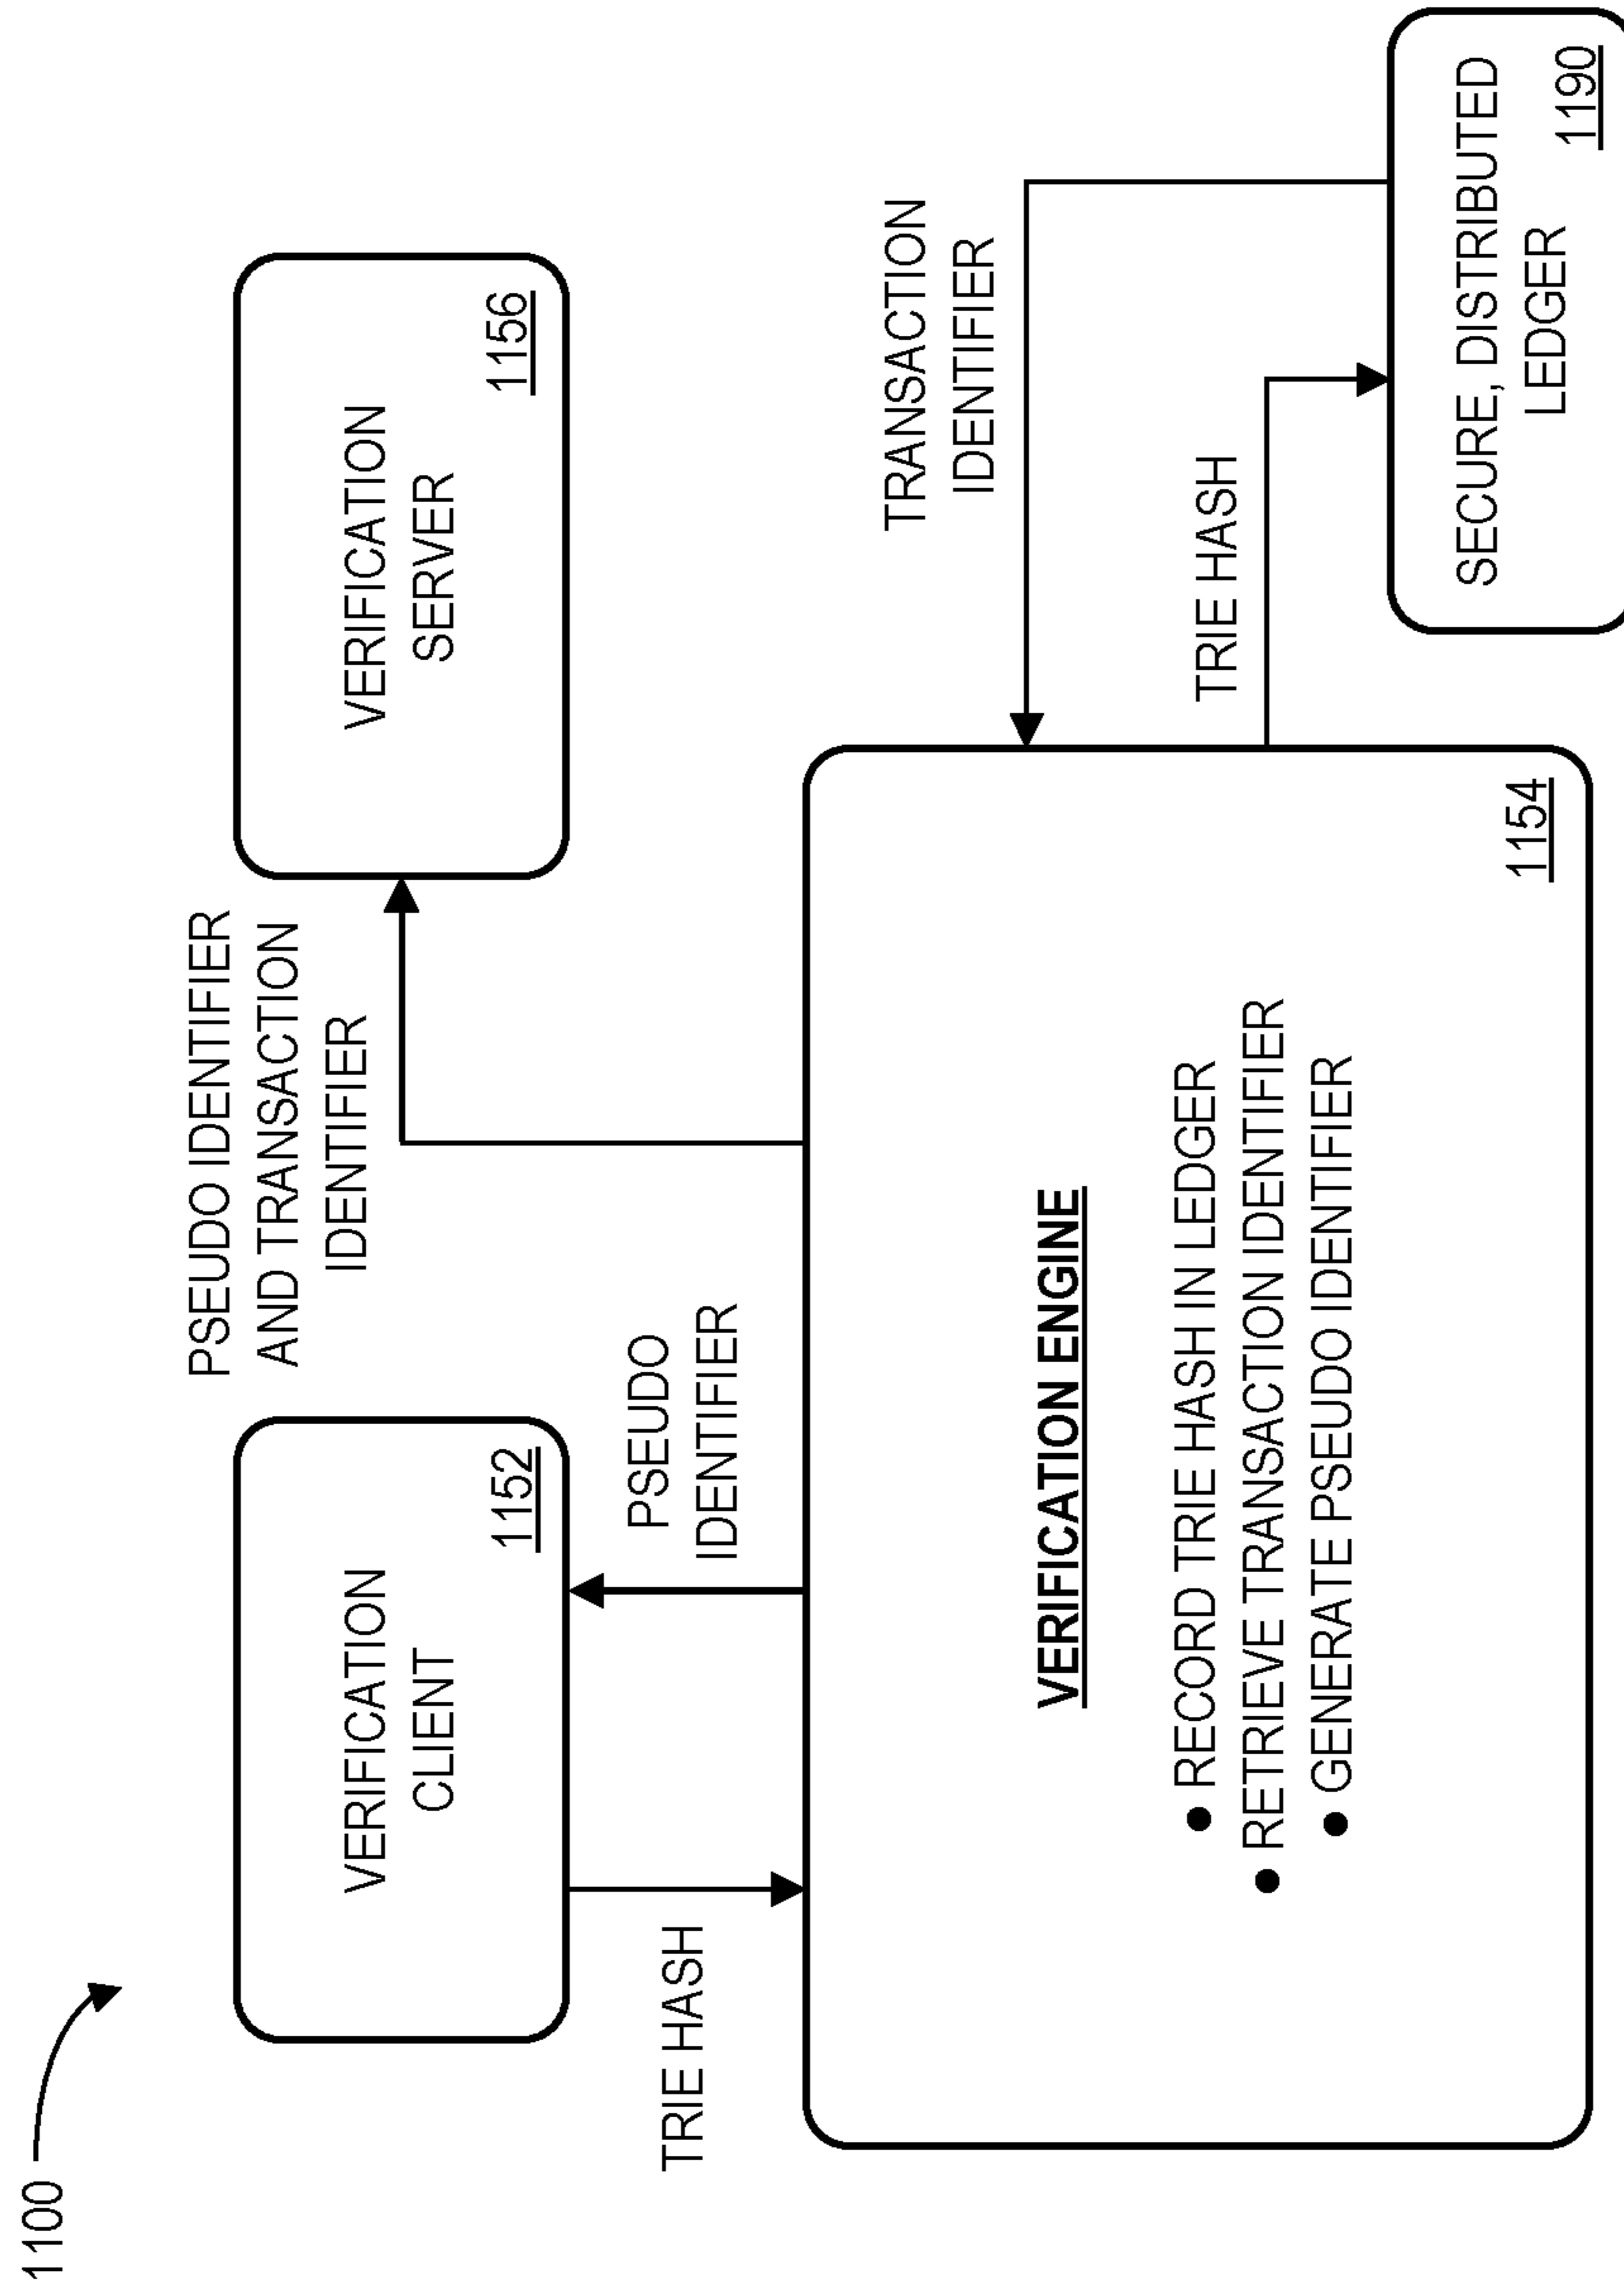 1100
VERIFICATION
CLIENT
1152
PSEUDO IDENTIFIER
AND TRANSACTION
IDENTIFIER
VERIFICATION
SERVER
1156
TRIE HASH
PSEUDO
IDENTIFIER
VERIFICATION ENGINE
● RECORD TRIE HASH IN LEDGER
● RETRIEVE TRANSACTION IDENTIFIER
● GENERATE PSEUDO IDENTIFIER
1154
TRANSACTION
IDENTIFIER
TRIE HASH
SECURE, DISTRIBUTED
LEDGER
1190